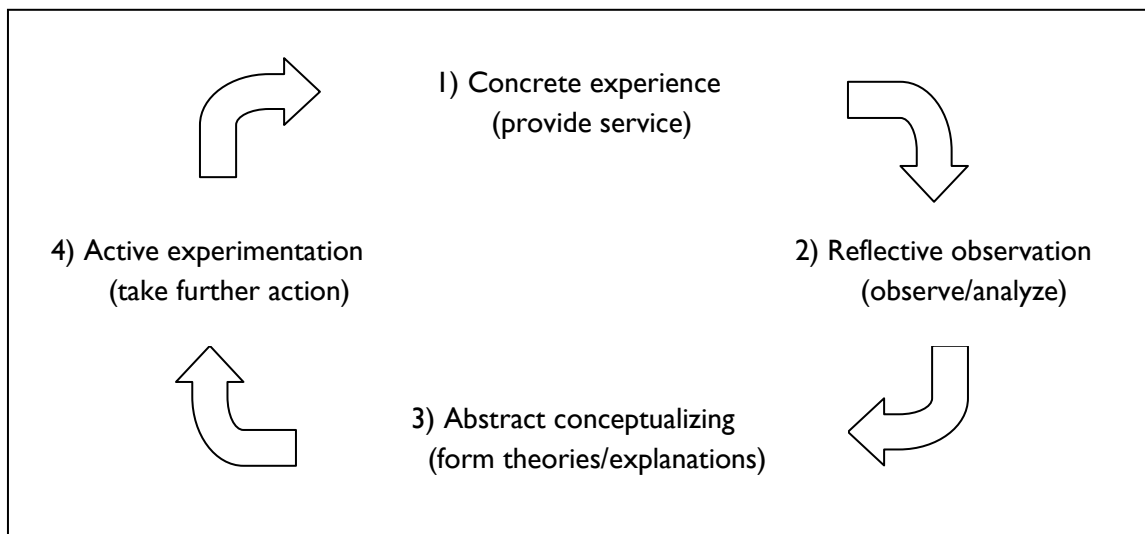 1) Concrete experience
(provide service)
2) Reflective observation
(observe/analyze)
3) Abstract conceptualizing
(form theories/explanations)
4) Active experimentation
(take further action)